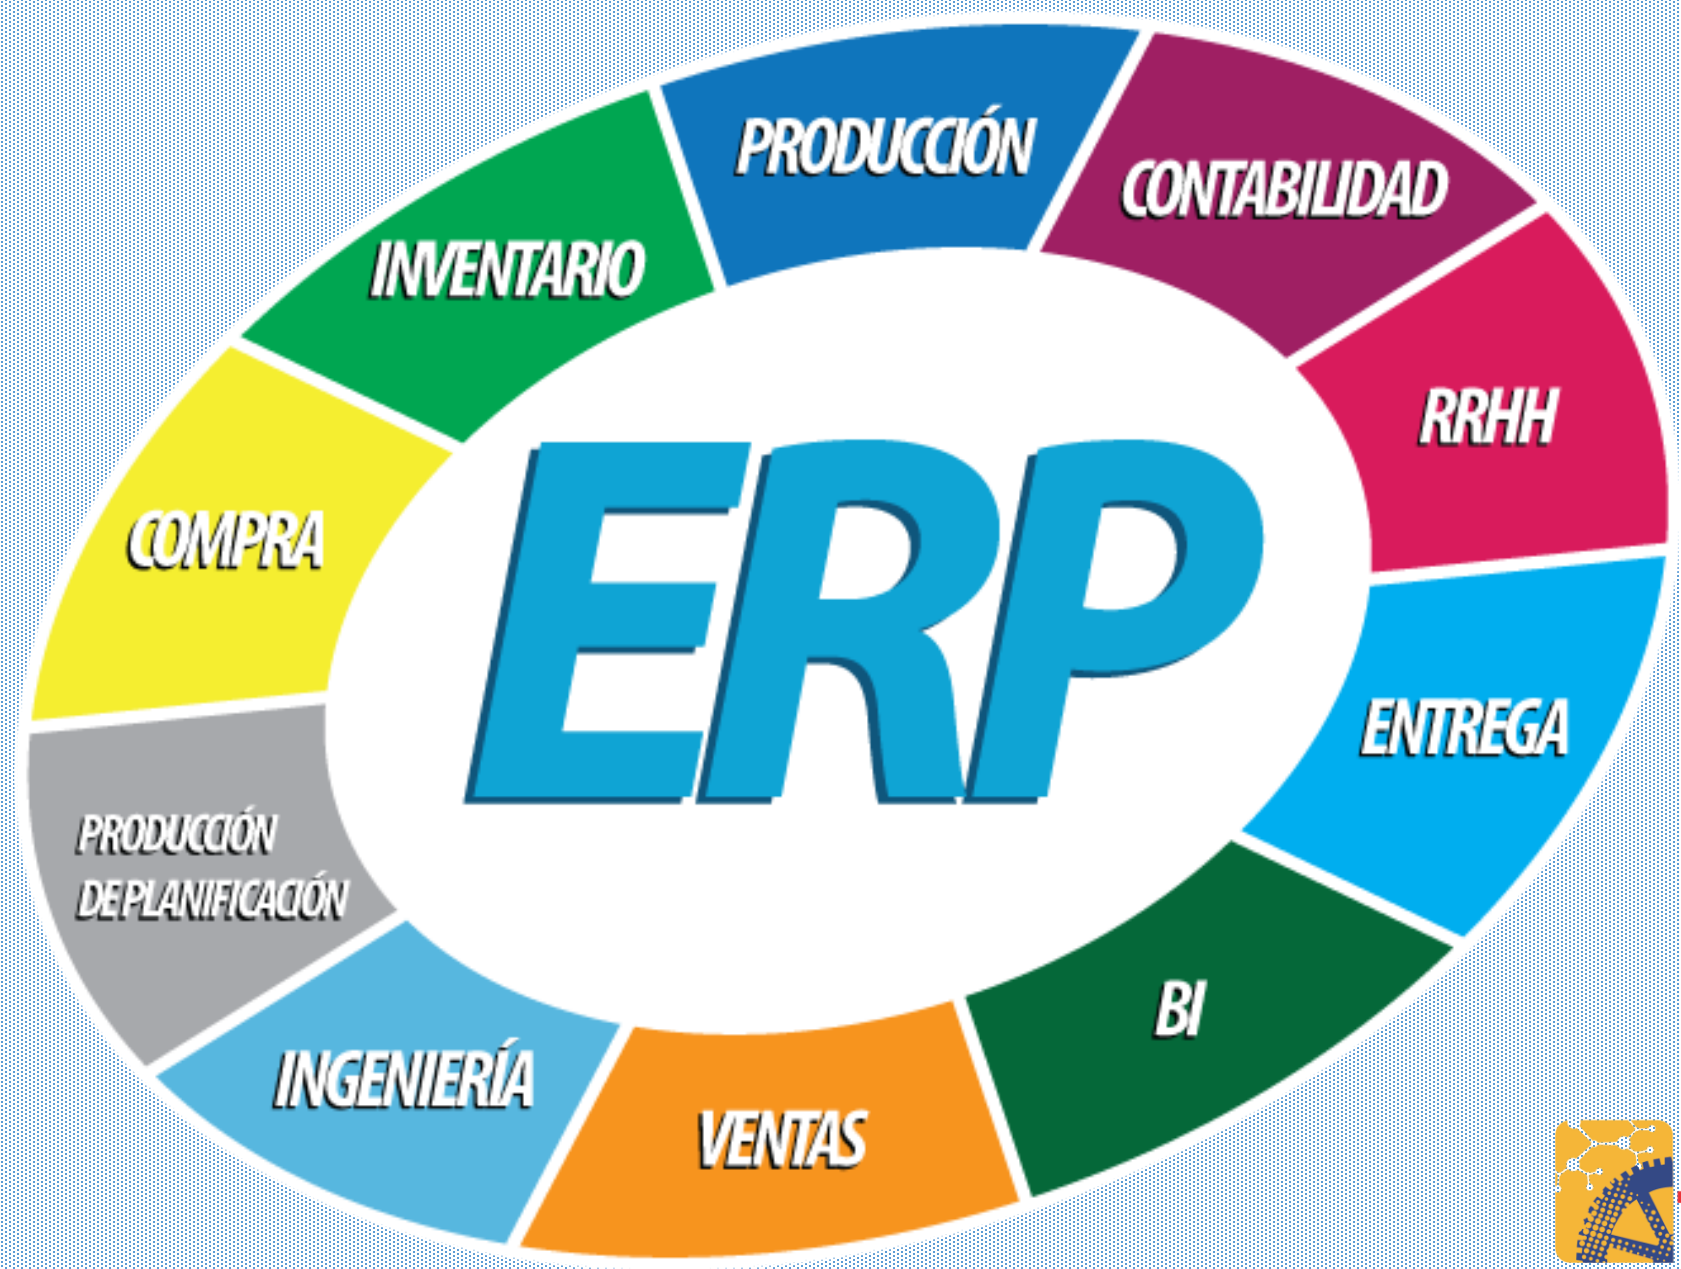 PRODUCCIÓN
CONTABILIDAD
INVENTARIO
RRHH
ERP
COMPRA
ENTREGA
PRODUCCIÓN
DE PLANIFICACIÓN
BI
INGENIERÍA
VENTAS